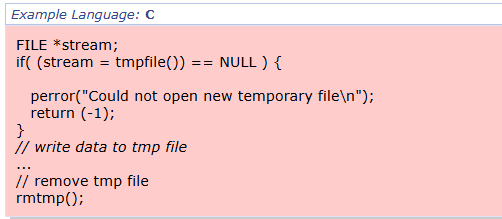 Example Language: C
FILE *stream;
if( (stream = tmpfile()) == NULL ) {
perror("Could not open new temporary file\n");
return (-1);
}
// write data to tmp file
...
// remove tmp file
rmtmp();